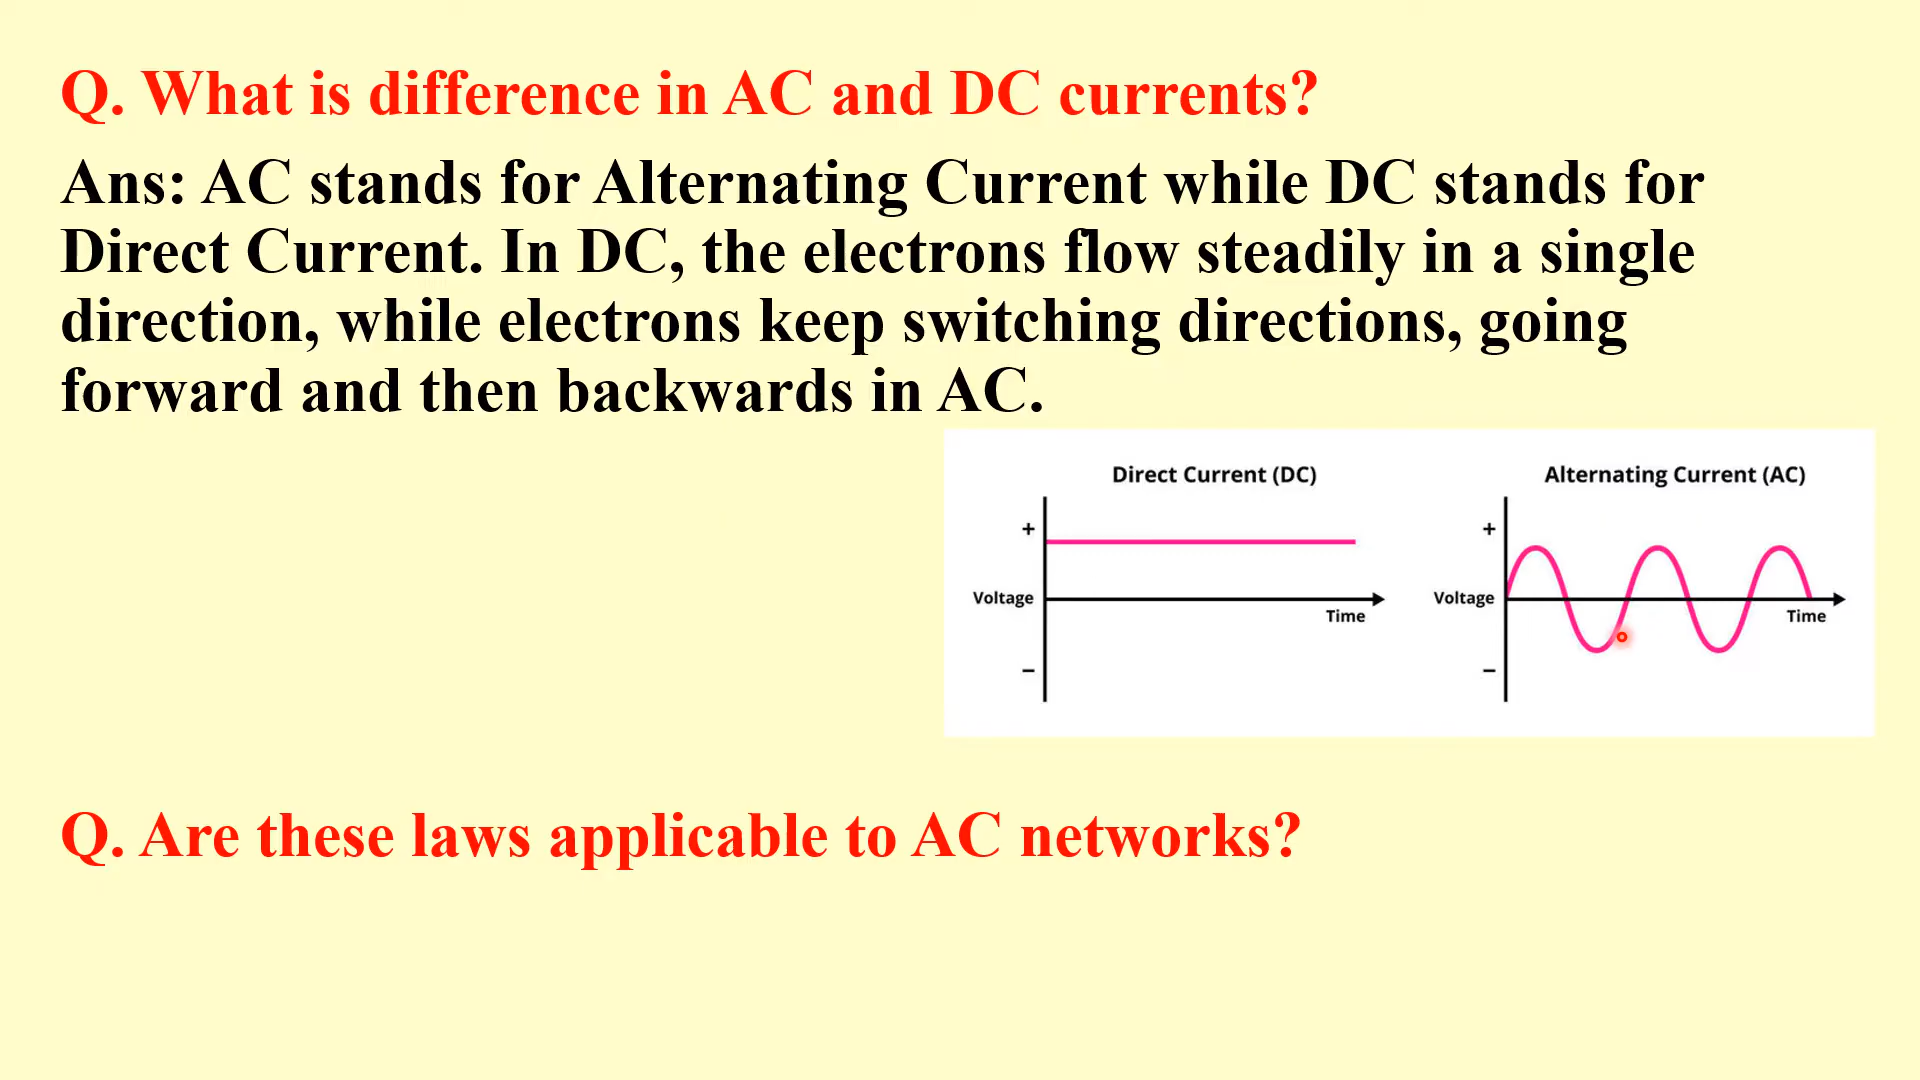 Q. What is difference in AC and DC currents?
Ans: AC stands for Alternating Current while DC stands for
Direct Current. In DC, the electrons flow steadily in a single
direction, while electrons keep switching directions, going
forward and then backwards in AC.
Direct Current (DC)
+
Voltage
Time
–
Alternating Current (AC)
+
Voltage
Time
–
Q. Are these laws applicable to AC networks?